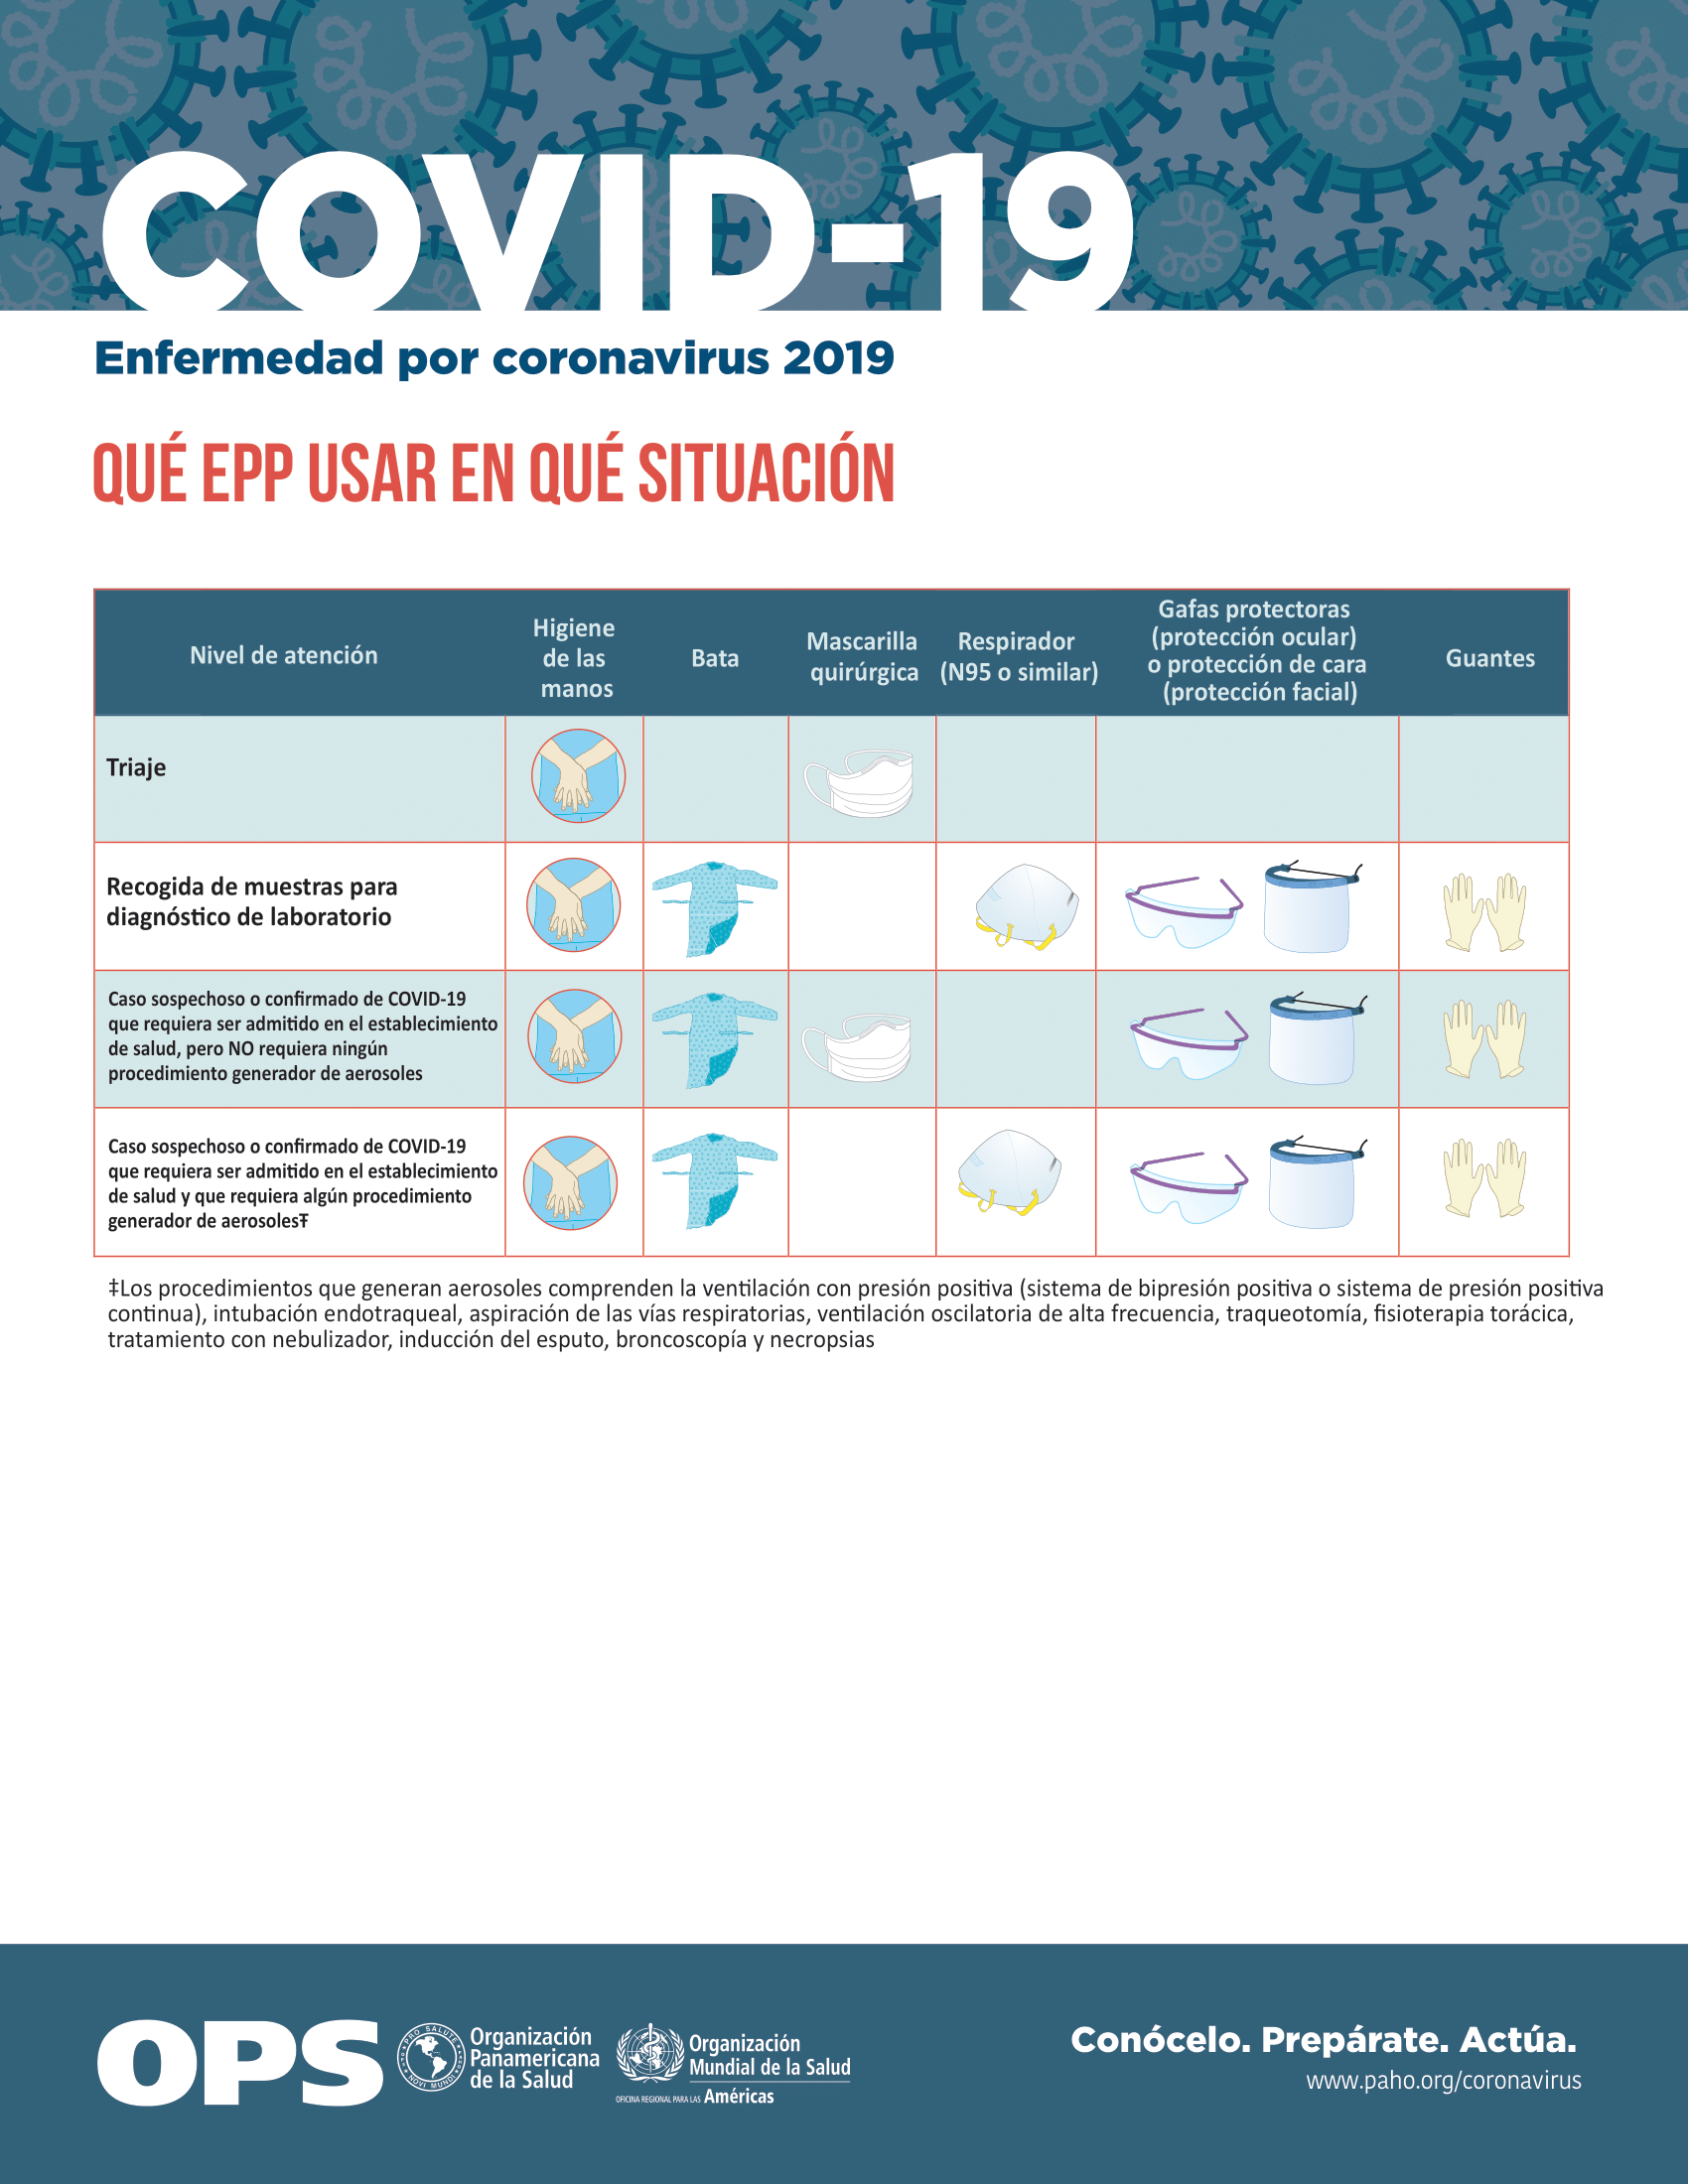 COVID-19
Enfermedad por coronavirus 2019
QUÉ EPP USAR EN QUÉ SITUACIÓN
Nivel de atención
Higiene
de las
manos
Bata
Mascarilla
quirúrgica
Respirador
(N95 o similar)
Gafas protectoras
(protección ocular)
o protección de cara
(protección facial)
Guantes
Triaje
Recogida de muestras para
diagnóstico de laboratorio
Caso sospechoso o confirmado de COVID-19
que requiera ser admitido en el establecimiento
de salud, pero NO requiera ningún
procedimiento generador de aerosoles
Caso sospechoso o confirmado de COVID-19
que requiera ser admitido en el establecimiento
de salud y que requiera algún procedimiento
generador de aerosolesŦ
‡Los procedimientos que generan aerosoles comprenden la ventilación con presión positiva (sistema de bipresión positiva o sistema de presión positiva
continua), intubación endotraqueal, aspiración de las vías respiratorias, ventilación oscilatoria de alta frecuencia, traqueotomía, fisioterapia torácica,
tratamiento con nebulizador, inducción del esputo, broncoscopía y necropsias
OPS
PRO SALUTE
NOVI MUNDI
Organización
Panamericana
de la Salud
Organización
Mundial de la Salud
OFICINA REGIONAL PARA LAS Américas
Conócelo. Prepárate. Actúa.
www.paho.org/coronavirus